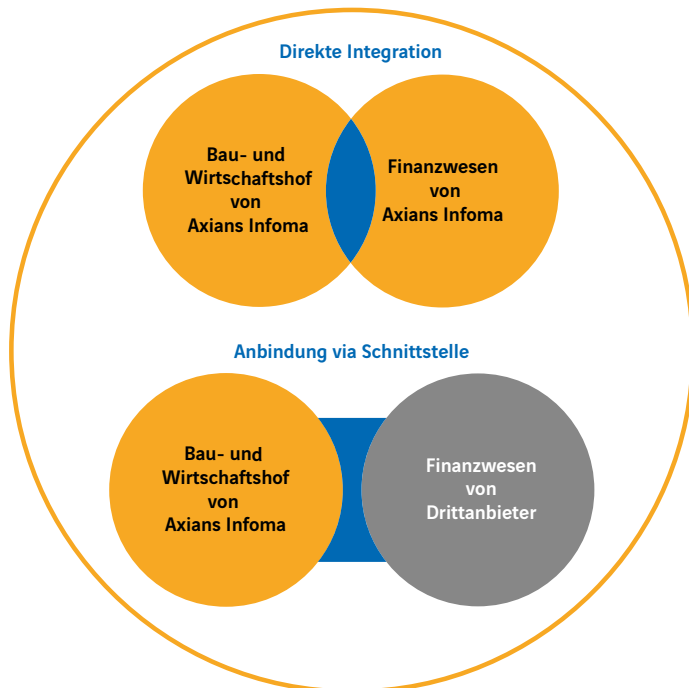 Direkte Integration
Bau- und
Wirtschaftshof
von
Axians Infoma
Finanzwesen
von
Axians Infoma
Anbindung via Schnittstelle
Bau- und
Wirtschaftshof
von
Axians Infoma
Finanzwesen
von
Drittanbieter